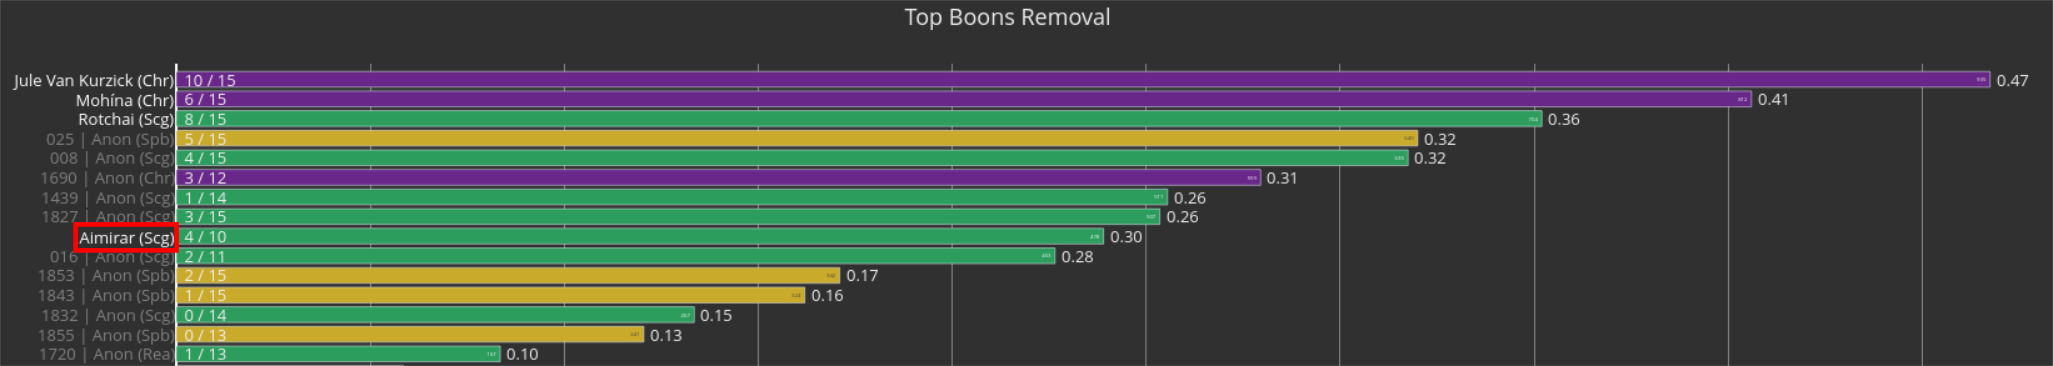 Top Boons Removal
Jule Van Kurzick (Chr) 10 / 15 0.47
Mohína (Chr) 6 / 15 0.41
Rotchai (Scg) 8 / 15 0.36
025 | Anon (Spb) 5 / 15 0.32
008 | Anon (Scg) 4 / 15 0.32
1690 | Anon (Chr) 3 / 12 0.31
1439 | Anon (Scg) 1 / 14 0.26
1827 | Anon (Scg) 3 / 15 0.26
Aimirar (Scg) 4 / 10 0.30
016 | Anon (Scg) 2 / 11 0.28
1853 | Anon (Spb) 2 / 15 0.17
1843 | Anon (Spb) 1 / 15 0.16
1832 | Anon (Scg) 0 / 14 0.15
1855 | Anon (Spb) 0 / 13 0.13
1720 | Anon (Rea) 1 / 13 0.10